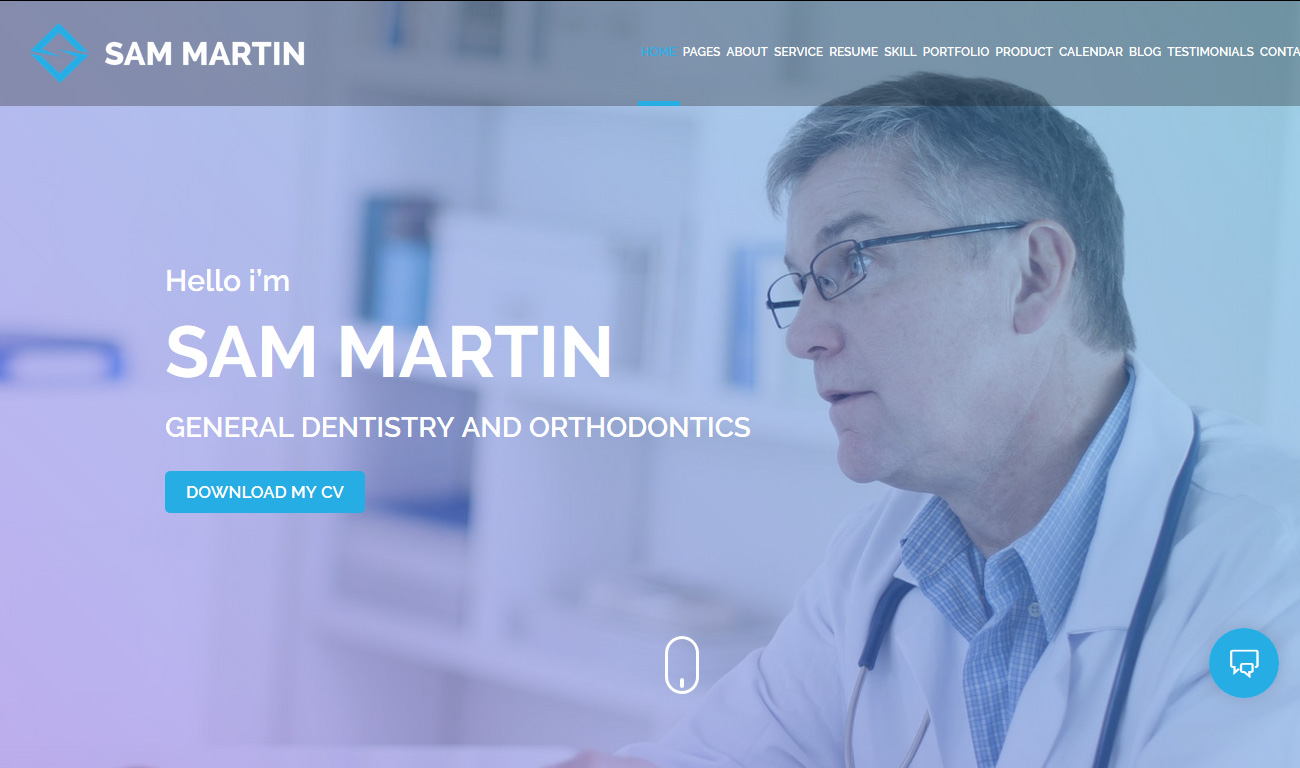 SAM MARTIN
HOME PAGES ABOUT SERVICE RESUME SKILL PORTFOLIO PRODUCT CALENDAR BLOG TESTIMONIALS CONTA
Hello i’m
SAM MARTIN
GENERAL DENTISTRY AND ORTHODONTICS
DOWNLOAD MY CV